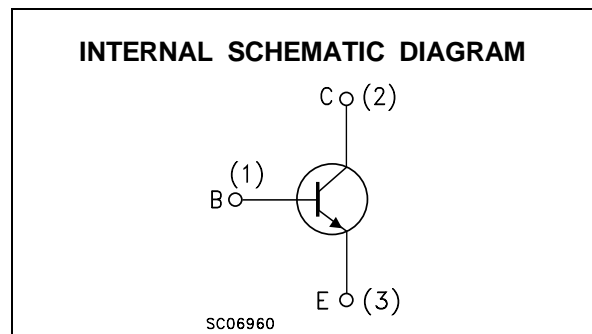 INTERNAL SCHEMATIC DIAGRAM
C (2)
(1)
B
E (3)
SC06960